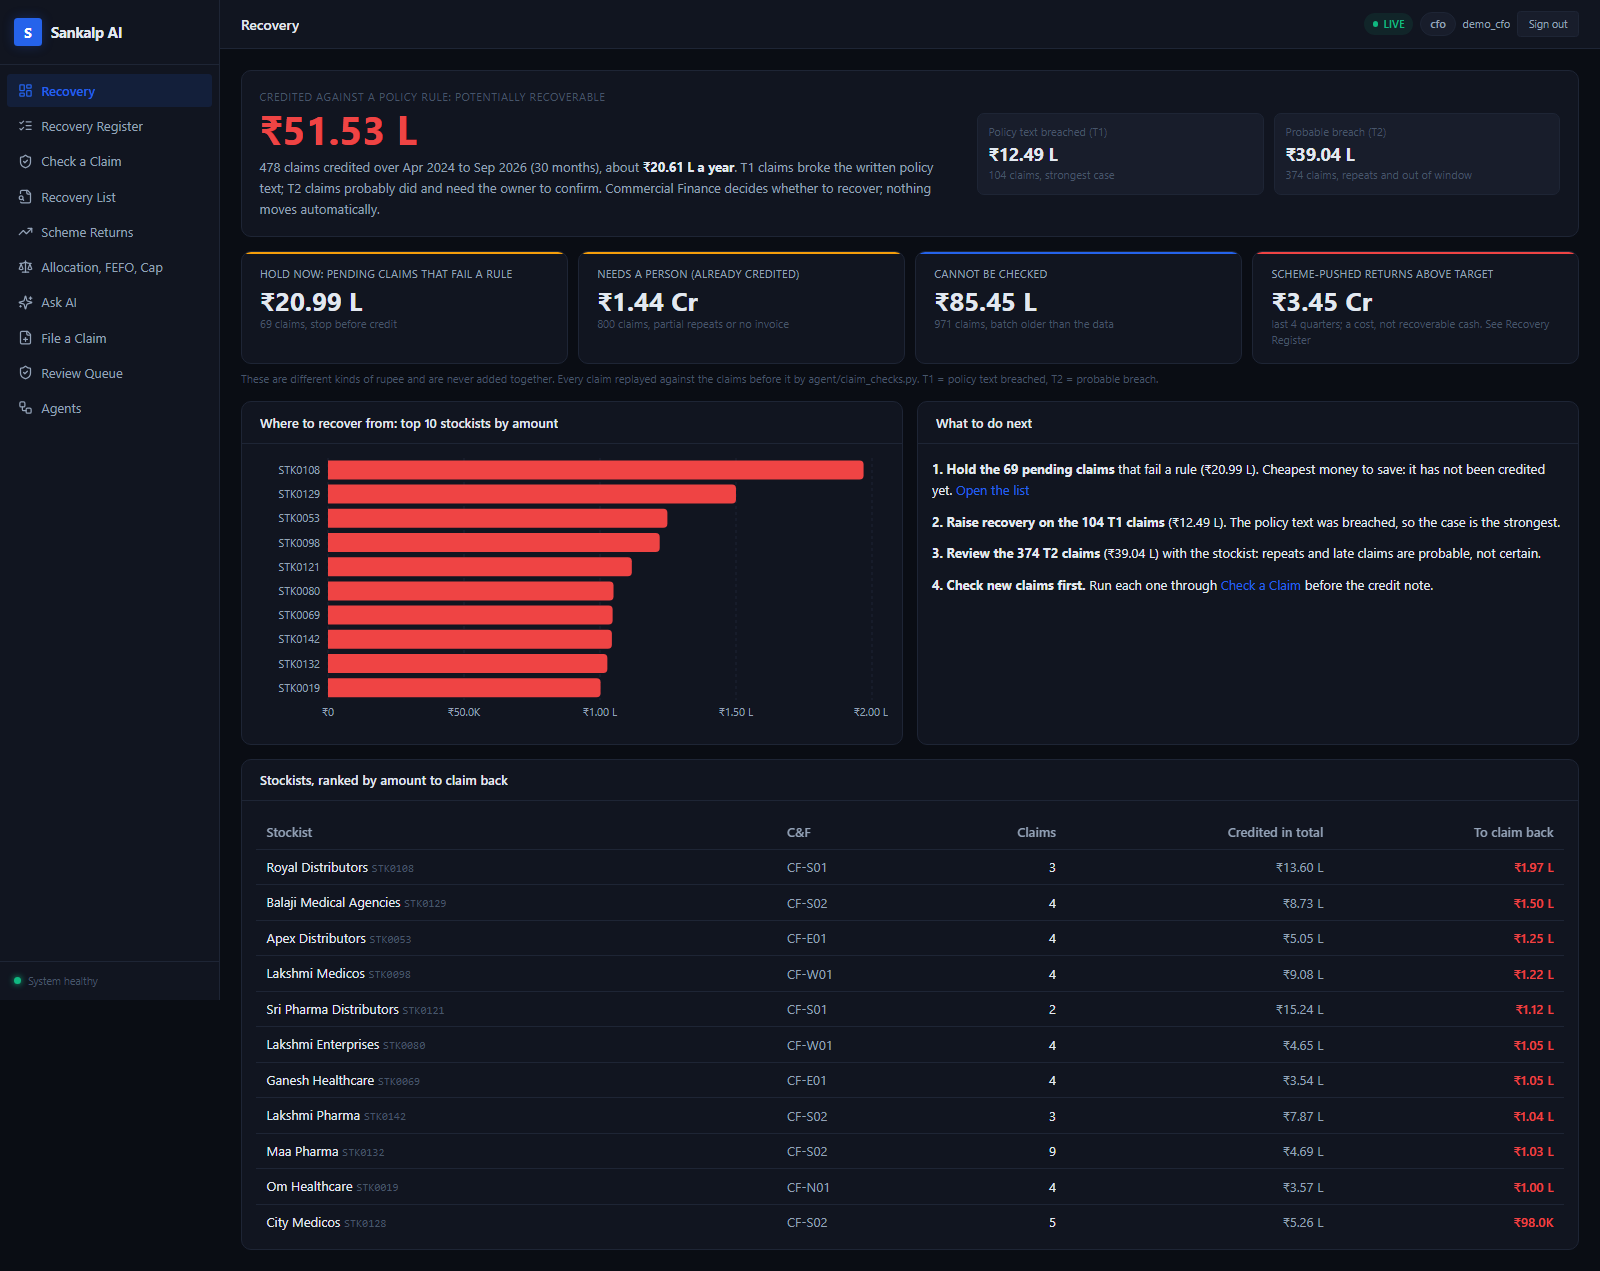 S Sankalp AI
Recovery
Recovery Register
Check a Claim
Recovery List
Scheme Returns
Allocation, FEFO, Cap
Ask AI
File a Claim
Review Queue
Agents
System healthy
Recovery
LIVE cfo demo_cfo Sign out
CREDITED AGAINST A POLICY RULE: POTENTIALLY RECOVERABLE
₹51.53 L
478 claims credited over Apr 2024 to Sep 2026 (30 months), about ₹20.61 L a year. T1 claims broke the written policy
text; T2 claims probably did and need the owner to confirm. Commercial Finance decides whether to recover; nothing
moves automatically.
Policy text breached (T1)
₹12.49 L
104 claims, strongest case
Probable breach (T2)
₹39.04 L
374 claims, repeats and out of window
HOLD NOW: PENDING CLAIMS THAT FAIL A RULE
₹20.99 L
69 claims, stop before credit
NEEDS A PERSON (ALREADY CREDITED)
₹1.44 Cr
800 claims, partial repeats or no invoice
CANNOT BE CHECKED
₹85.45 L
971 claims, batch older than the data
SCHEME-PUSHED RETURNS ABOVE TARGET
₹3.45 Cr
last 4 quarters; a cost, not recoverable cash. See Recovery
Register
These are different kinds of rupee and are never added together. Every claim replayed against the claims before it by agent/claim_checks.py. T1 = policy text breached, T2 = probable breach.
Where to recover from: top 10 stockists by amount
STK0108
STK0129
STK0053
STK0098
STK0121
STK0080
STK0069
STK0142
STK0132
STK0019
₹0 ₹50.0K ₹1.00 L ₹1.50 L ₹2.00 L
What to do next
1. Hold the 69 pending claims that fail a rule (₹20.99 L). Cheapest money to save: it has not been credited
yet. Open the list
2. Raise recovery on the 104 T1 claims (₹12.49 L). The policy text was breached, so the case is the strongest.
3. Review the 374 T2 claims (₹39.04 L) with the stockist: repeats and late claims are probable, not certain.
4. Check new claims first. Run each one through Check a Claim before the credit note.
Stockists, ranked by amount to claim back
Stockist C&F Claims Credited in total To claim back
Royal Distributors STK0108 CF-S01 3 ₹13.60 L ₹1.97 L
Balaji Medical Agencies STK0129 CF-S02 4 ₹8.73 L ₹1.50 L
Apex Distributors STK0053 CF-E01 4 ₹5.05 L ₹1.25 L
Lakshmi Medicos STK0098 CF-W01 4 ₹9.08 L ₹1.22 L
Sri Pharma Distributors STK0121 CF-S01 2 ₹15.24 L ₹1.12 L
Lakshmi Enterprises STK0080 CF-W01 4 ₹4.65 L ₹1.05 L
Ganesh Healthcare STK0069 CF-E01 4 ₹3.54 L ₹1.05 L
Lakshmi Pharma STK0142 CF-S02 3 ₹7.87 L ₹1.04 L
Maa Pharma STK0132 CF-S02 9 ₹4.69 L ₹1.03 L
Om Healthcare STK0019 CF-N01 4 ₹3.57 L ₹1.00 L
City Medicos STK0128 CF-S02 5 ₹5.26 L ₹98.0K